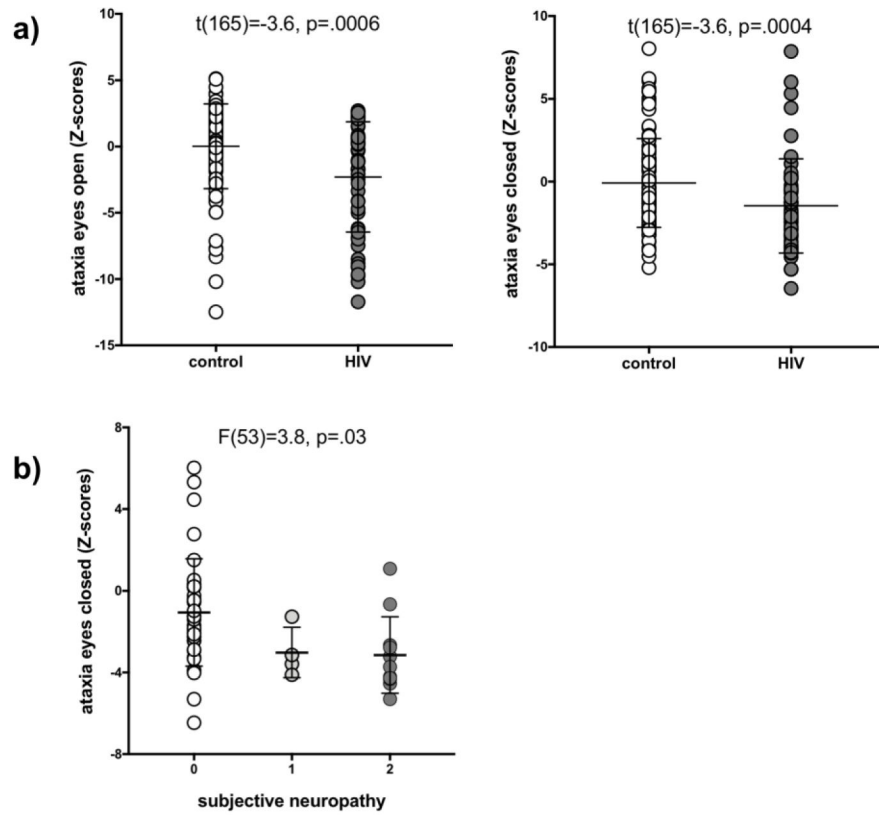 a)
t(165)=-3.6, p=.0006
ataxia eyes open (Z-scores)
10
5
0
-5
-10
-15
control HIV
t(165)=-3.6, p=.0004
ataxia eyes closed (Z-scores)
10
5
0
-5
-10
control HIV
b)
F(53)=3.8, p=.03
ataxia eyes closed (Z-scores)
8
4
0
-4
-8
0 1 2
subjective neuropathy